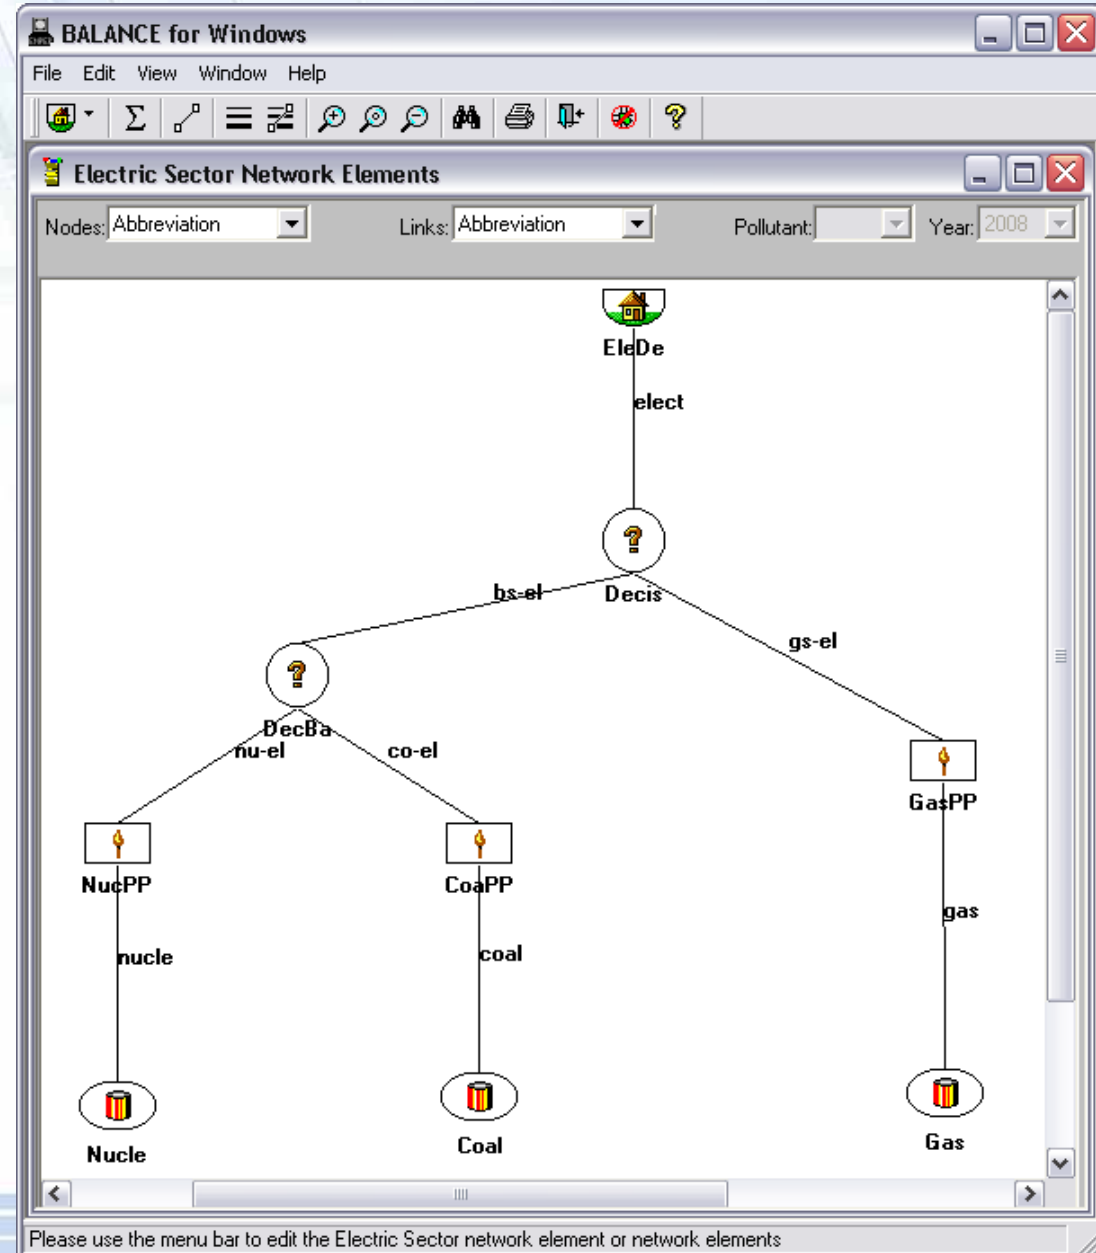 BALANCE for Windows
File Edit View Window Help
Electric Sector Network Elements
Nodes: Abbreviation Links: Abbreviation Pollutant: Year: 2008
EleDe
elect
Decis
bs-el
gs-el
DecBa
nu-el co-el
GasPP
NucPP CoaPP
gas
nucle coal
Nucle Coal Gas
Please use the menu bar to edit the Electric Sector network element or network elements